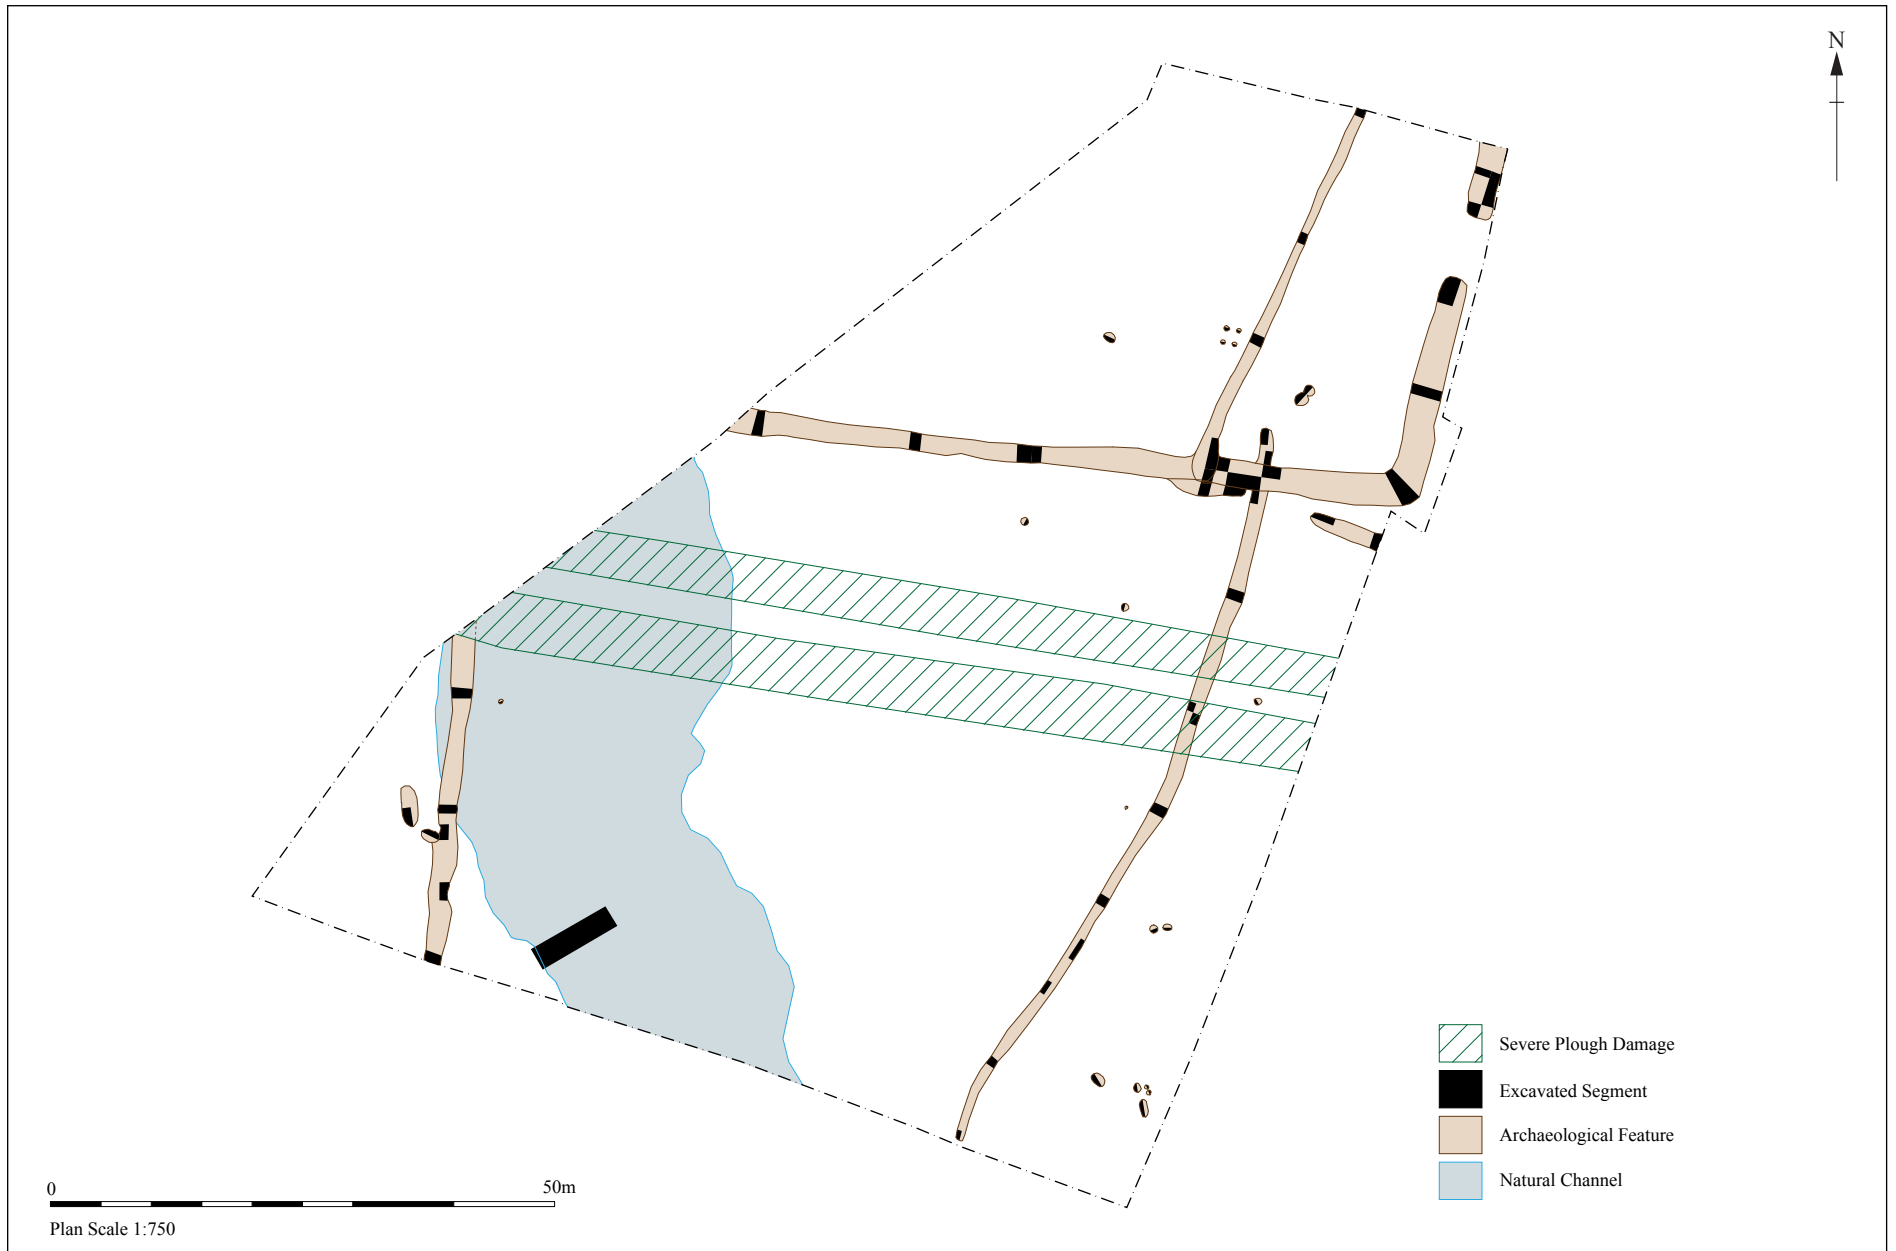 N
Severe Plough Damage
Excavated Segment
Archaeological Feature
Natural Channel
0 50m
Plan Scale 1:750